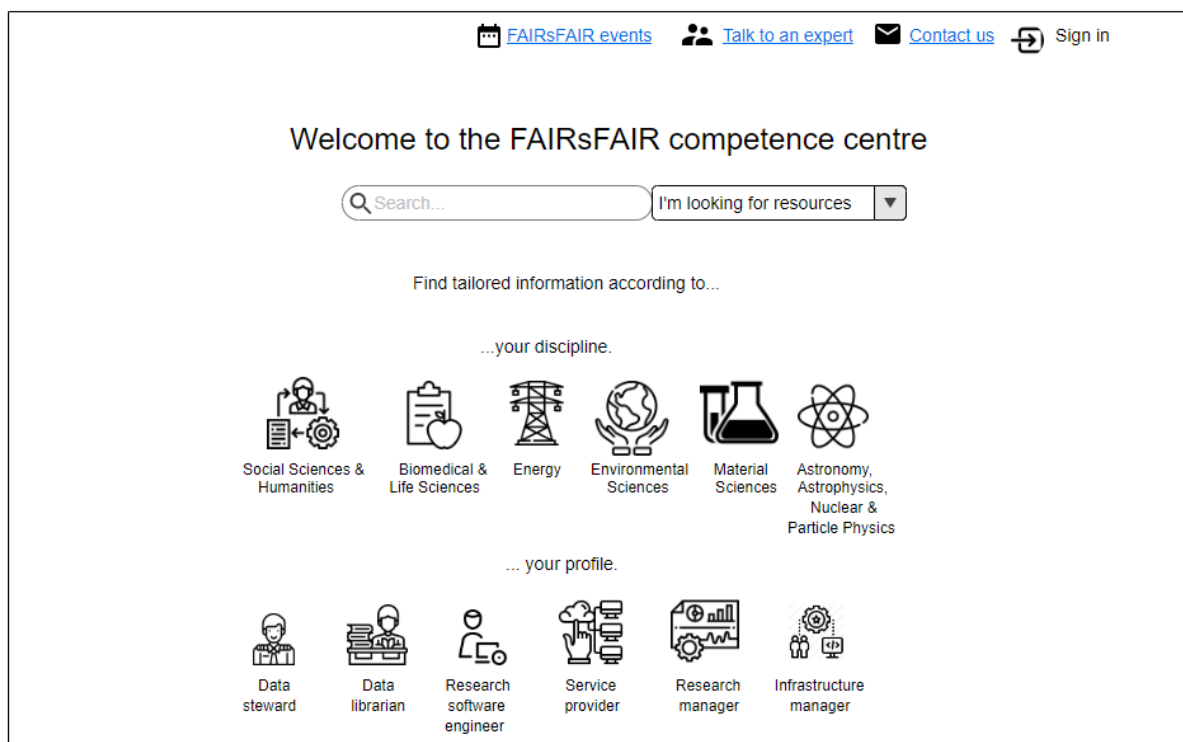 FAIRsFAIR events Talk to an expert Contact us Sign in
Welcome to the FAIRsFAIR competence centre
Search... I'm looking for resources
Find tailored information according to...
...your discipline.
Social Sciences & Humanities
Biomedical & Life Sciences
Energy
Environmental Sciences
Material Sciences
Astronomy, Astrophysics, Nuclear & Particle Physics
... your profile.
Data steward
Data librarian
Research software engineer
Service provider
Research manager
Infrastructure manager